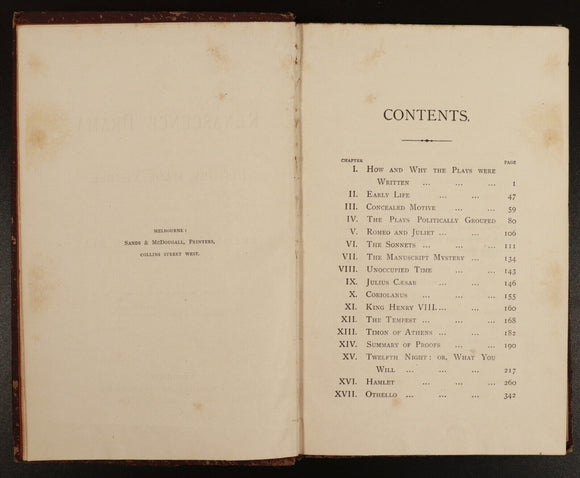 MELBOURNE:
SANDS & MCDOUGALL, PRINTERS,
COLLINS STREET WEST.
CONTENTS.
CHAPTER PAGE
I. HOW AND WHY THE PLAYS WERE
WRITTEN ... ... ... 1
II. EARLY LIFE ... ... 47
III. CONCEALED MOTIVE ... ... 59
IV. THE PLAYS POLITICALLY GROUPED 80
V. ROMEO AND JULIET ... ... 106
VI. THE SONNETS ... ... ... 111
VII. THE MANUSCRIPT MYSTERY ... ... 134
VIII. UNOCCUPIED TIME ... ... 143
IX. JULIUS CÆSAR ... ... 146
X. CORIOLANUS ... ... ... 155
XI. KING HENRY VIII.... ... ... 160
XII. THE TEMPEST ... ... ... 168
XIII. TIMON OF ATHENS ... ... ... 182
XIV. SUMMARY OF PROOFS ... ... 190
XV. TWELFTH NIGHT: OR, WHAT YOU
WILL ... ... ... ... 217
XVI. HAMLET ... ... ... 260
XVII. OTHELLO ... ... ... ... 342